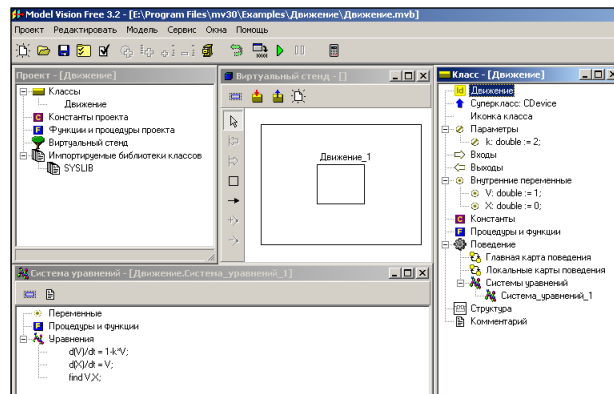 Model Vision Free 3.2 - [E:\Program Files\mv30\Examples\Движение\Движение.mvb]
Проект Редактировать Модель Сервис Окна Помощь
Проект - [Движение]
Классы
Движение
Константы проекта
Функции и процедуры проекта
Виртуальный стенд
Импортируемые библиотеки классов
SYSLIB
Виртуальный стенд - []
Движение_1
Класс - [Движение]
Движение
Суперкласс: CDevice
Иконка класса
Параметры
k: double := 2;
Входы
Выходы
Внутренние переменные
V: double := 1;
X: double := 0;
Константы
Процедуры и функции
Поведение
Главная карта поведения
Локальные карты поведения
Системы уравнений
Система_уравнений_1
Структура
Комментарий
Система уравнений - [Движение.Система_уравнений_1]
Переменные
Процедуры и функции
Уравнения
d(V)/dt = 1-k*V;
d(X)/dt = V;
find V,X;